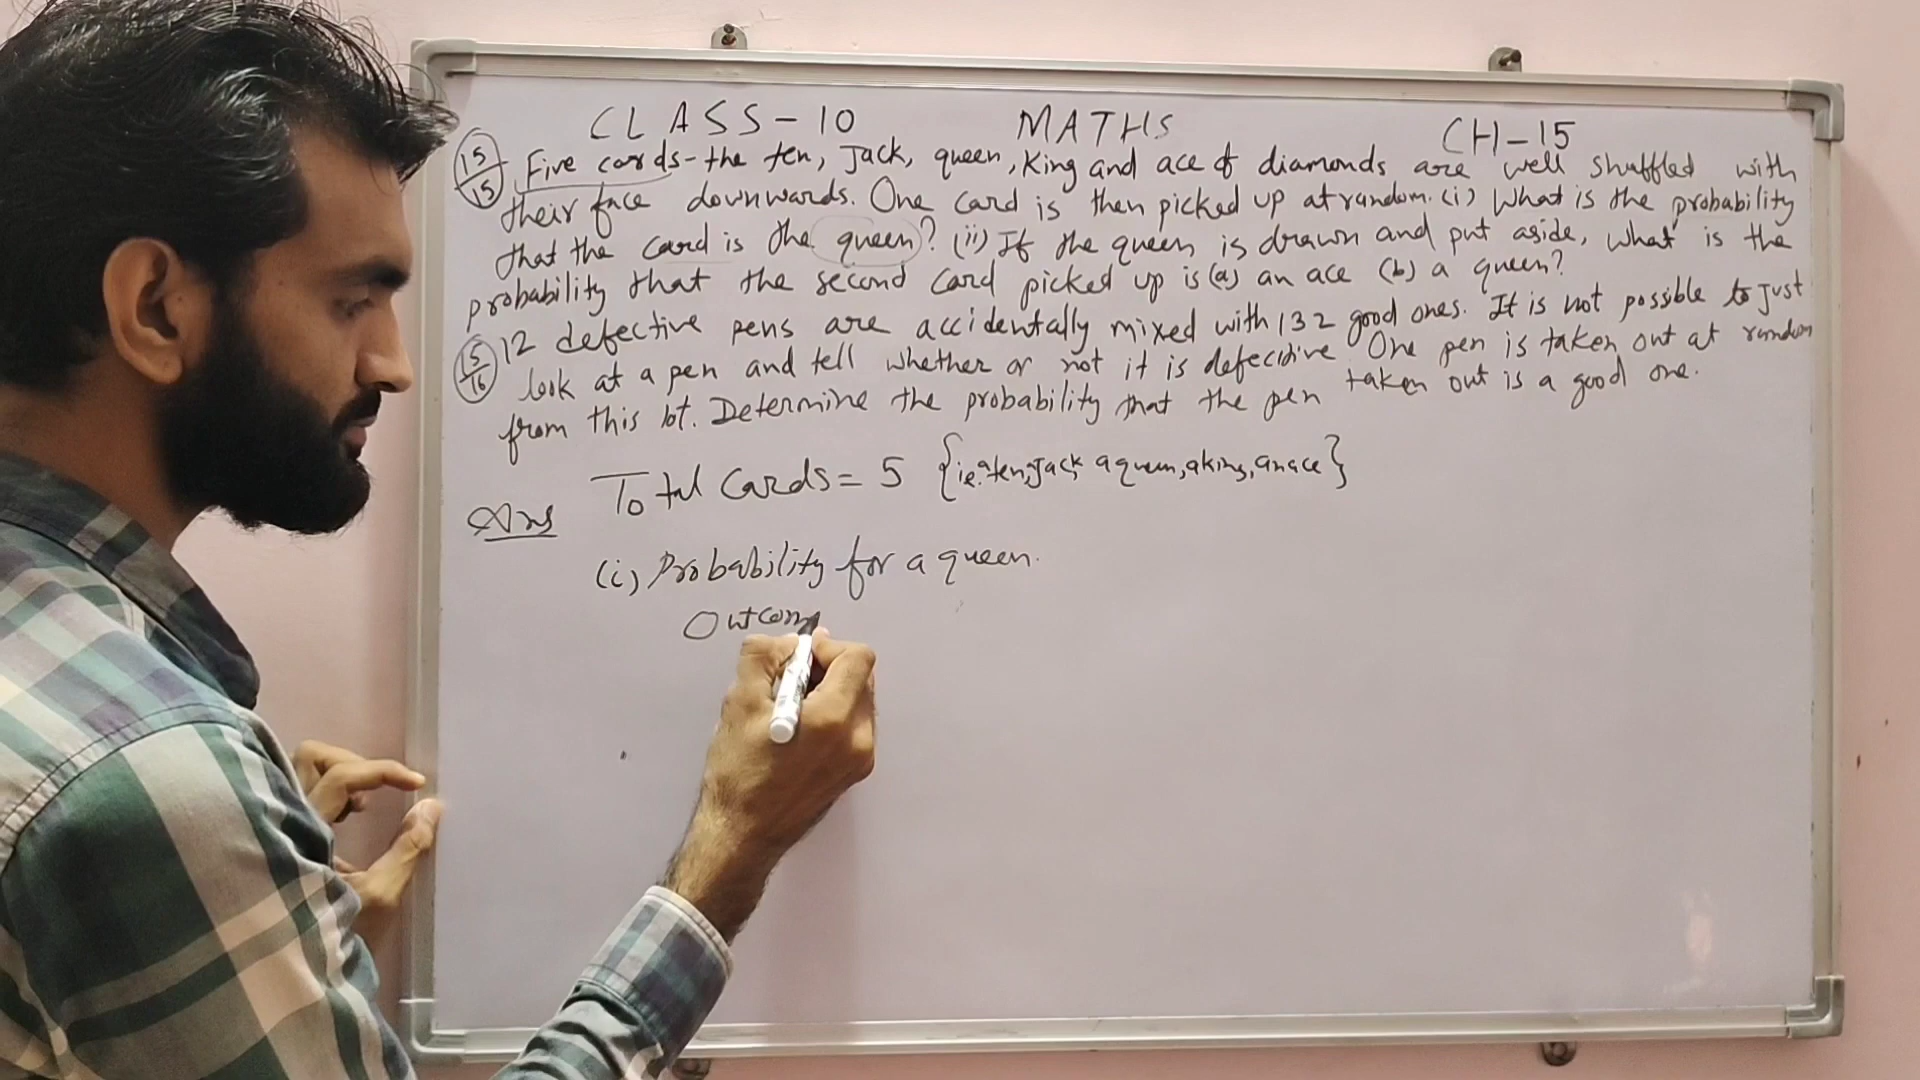 CLASS-10 MATHS CH-15
15/15 Five cards-the ten, Jack, queen, King and ace of diamonds are well shuffled with
their face downwards. One card is then picked up at random. (i) What is the probability
that the card is the queen? (ii) If the queen is drawn and put aside, what is the
probability that the second card picked up is (a) an ace (b) a queen?
15/16 12 defective pens are accidentally mixed with 132 good ones. It is not possible to just
look at a pen and tell whether or not it is defecitive. One pen is taken out at random
from this lot. Determine the probability that the pen taken out is a good one.
Total Cards = 5 {ie. a ten, a Jack, a queen, a king, an ace}
Ans
(i) Probability for a queen.
Outcom